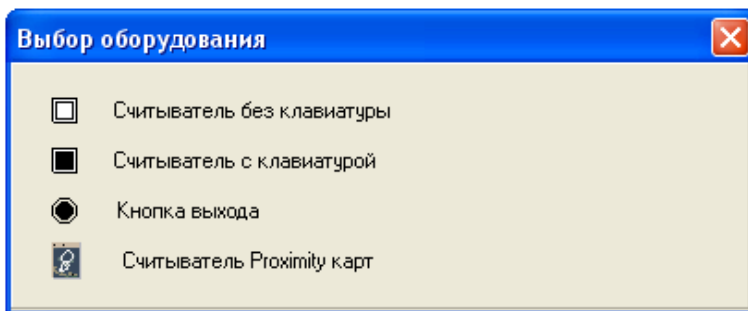 Выбор оборудования
Считыватель без клавиатуры
Считыватель с клавиатурой
Кнопка выхода
Считыватель Proximity карт